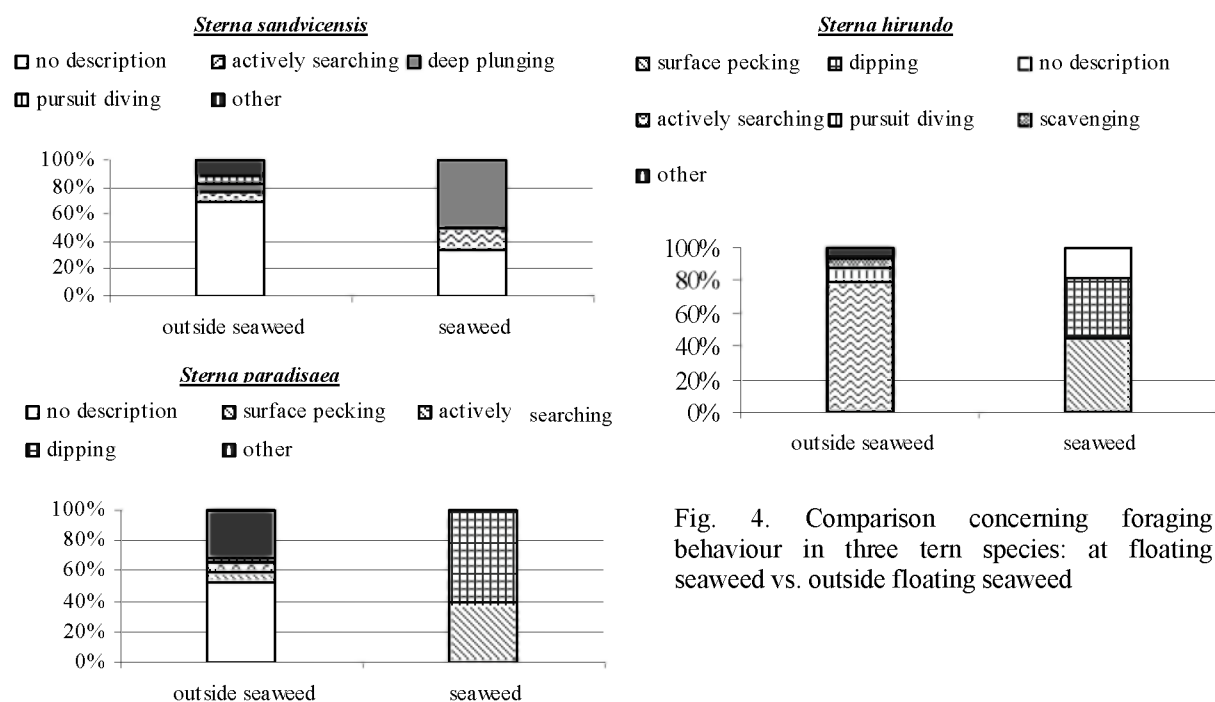 Sterna sandvicensis
no description actively searching deep plunging
pursuit diving other
100%
80%
60%
40%
20%
0%
outside seaweed seaweed
Sterna paradisaea
no description surface pecking actively searching
dipping other
100%
80%
60%
40%
20%
0%
outside seaweed seaweed
Sterna hirundo
surface pecking dipping no description
actively searching pursuit diving scavenging
other
100%
80%
60%
40%
20%
0%
outside seaweed seaweed
Fig. 4. Comparison concerning foraging
behaviour in three tern species: at floating
seaweed vs. outside floating seaweed